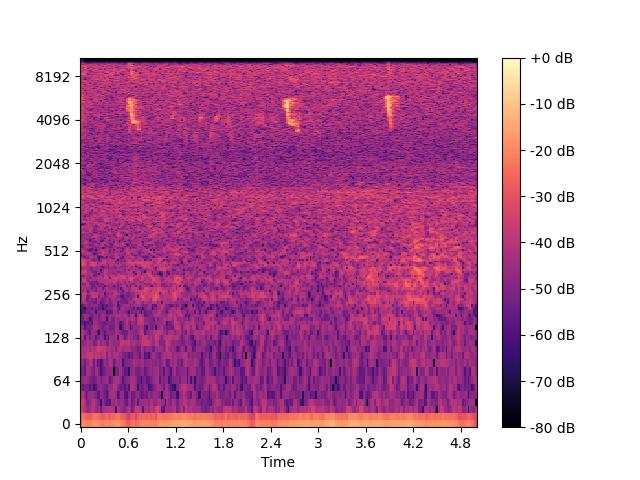 8192
4096
2048
1024
512
256
128
64
0
Hz
0 0.6 1.2 1.8 2.4 3 3.6 4.2 4.8
Time
+0 dB
-10 dB
-20 dB
-30 dB
-40 dB
-50 dB
-60 dB
-70 dB
-80 dB